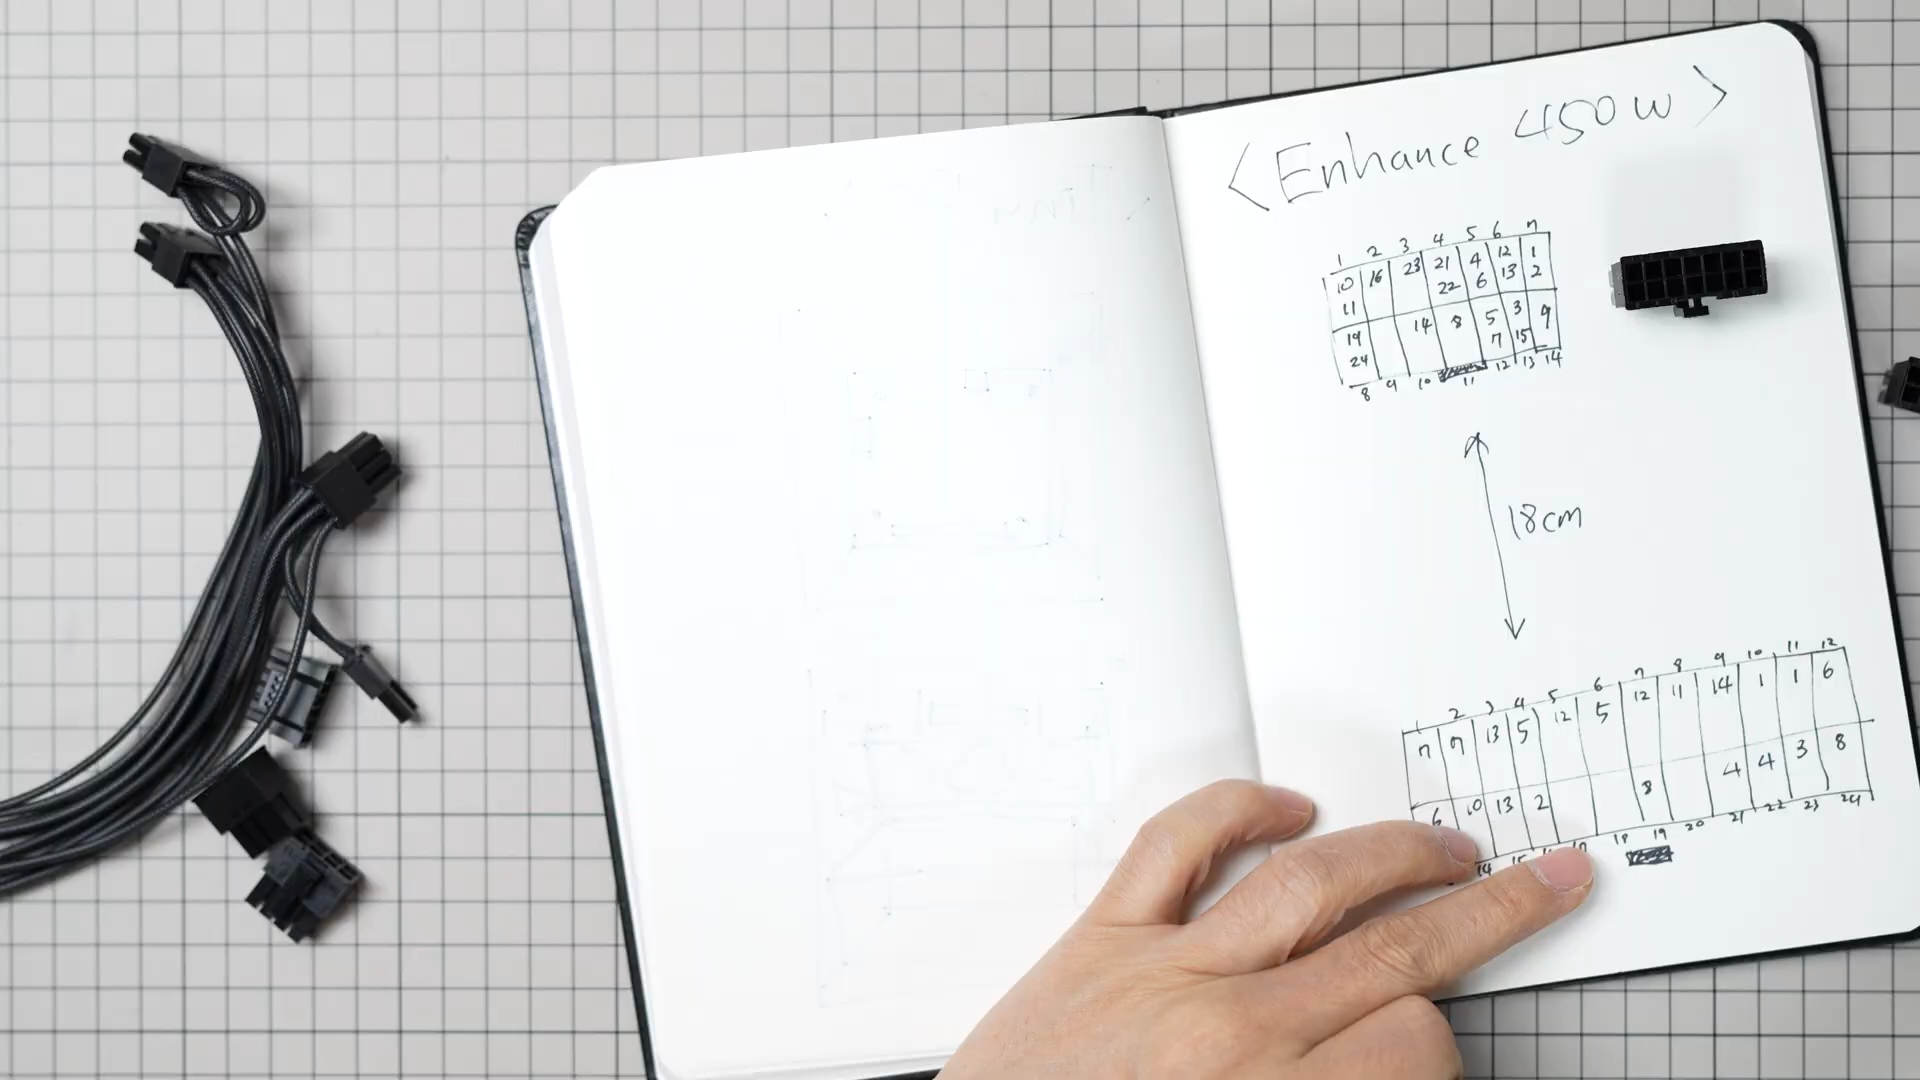 <Enhance 450w>
1 2 3 4 5 6 7
10 16 23 21 4 12 1
11 22 6 13 2
19 14 8 5 3 9
24 7 15
8 9 10 11 12 13 14
18cm
1 2 3 4 5 6 7 8 9 10 11 12
7 9 13 5 12 5 12 11 14 1 1 6
6 10 13 2 8 4 4 3 8
14 15 17 18 19 20 21 22 23 24